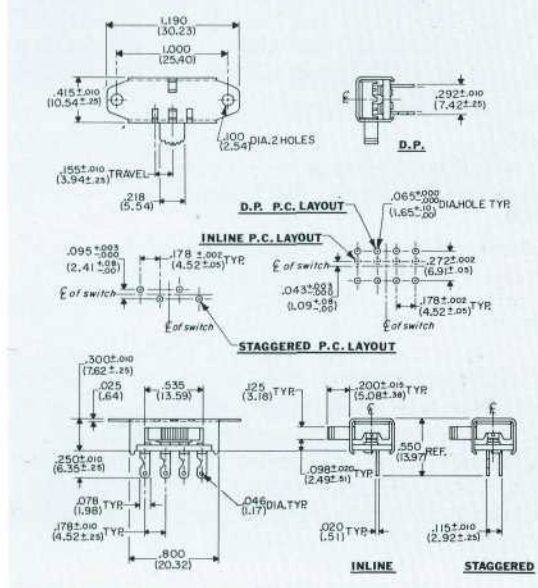 1.190
(30.23)
1.000
(25.40)
.415±.010
(10.54±.25)
.100 DIA. 2 HOLES
(2.54)
.155±.010 TRAVEL
(3.94±.25)
.218
(5.54)
℄
.292±.010
(7.42±.25)
D.P.
D.P. P.C. LAYOUT
.065+.000 -.000 DIA. HOLE TYP.
(1.65+.10 -.00)
INLINE P.C. LAYOUT
.095+.003 -.000
(2.41+.08 -.00)
.178±.002 TYP.
(4.52±.05)
℄ of switch
℄ of switch
STAGGERED P.C. LAYOUT
℄ of switch
.043+.003 -.000
(1.09+.08 -.00)
.272±.002
(6.91±.05)
.178±.002 TYP.
(4.52±.05)
℄ of switch
.300±.010
(7.62±.25)
.025
(.64)
.535
(13.59)
.250±.010
(6.35±.25)
.078 TYP.
(1.98)
.178±.010 TYP.
(4.52±.25)
.046 DIA. TYP.
(1.17)
.800
(20.32)
.125 TYP.
(3.18)
.200±.015 TYP.
(5.08±.38)
℄
℄
.550 REF.
(13.97)
.098±.020 TYP.
(2.49±.51)
.020 TYP.
(.51)
.115±.010
(2.92±.25)
INLINE
STAGGERED